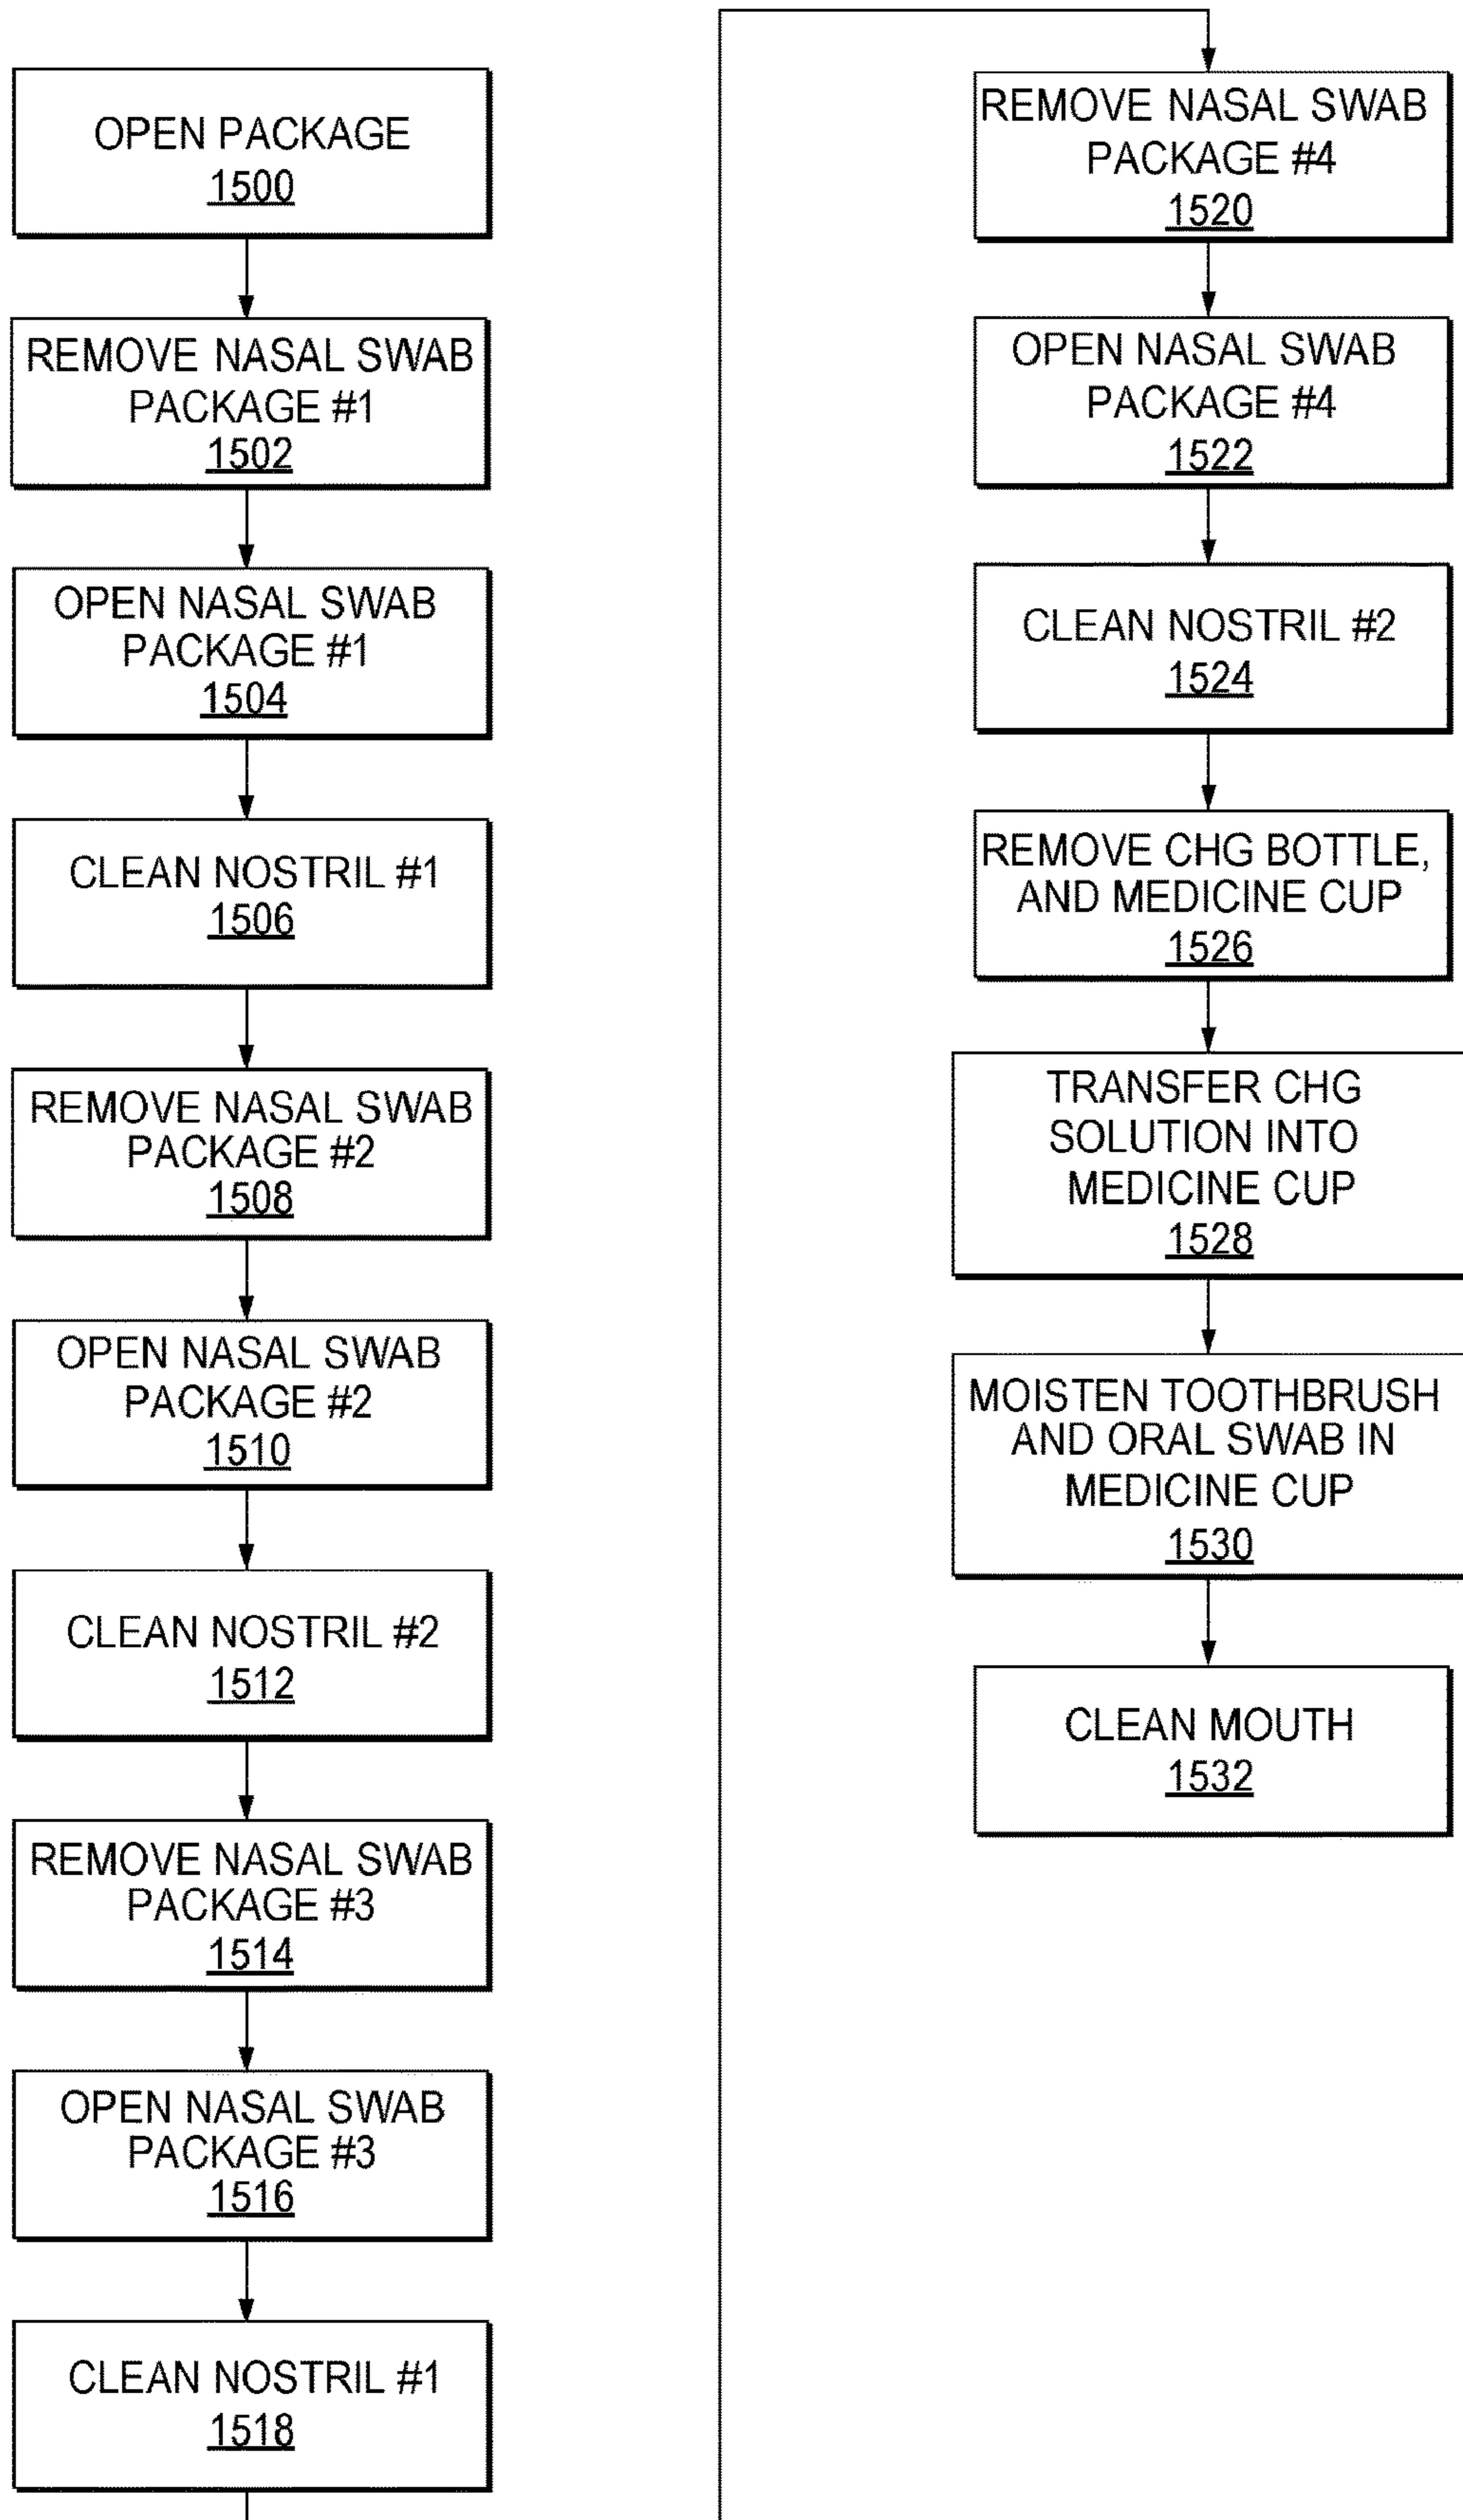 OPEN PACKAGE
1500
REMOVE NASAL SWAB
PACKAGE #1
1502
OPEN NASAL SWAB
PACKAGE #1
1504
CLEAN NOSTRIL #1
1506
REMOVE NASAL SWAB
PACKAGE #2
1508
OPEN NASAL SWAB
PACKAGE #2
1510
CLEAN NOSTRIL #2
1512
REMOVE NASAL SWAB
PACKAGE #3
1514
OPEN NASAL SWAB
PACKAGE #3
1516
CLEAN NOSTRIL #1
1518
REMOVE NASAL SWAB
PACKAGE #4
1520
OPEN NASAL SWAB
PACKAGE #4
1522
CLEAN NOSTRIL #2
1524
REMOVE CHG BOTTLE,
AND MEDICINE CUP
1526
TRANSFER CHG
SOLUTION INTO
MEDICINE CUP
1528
MOISTEN TOOTHBRUSH
AND ORAL SWAB IN
MEDICINE CUP
1530
CLEAN MOUTH
1532